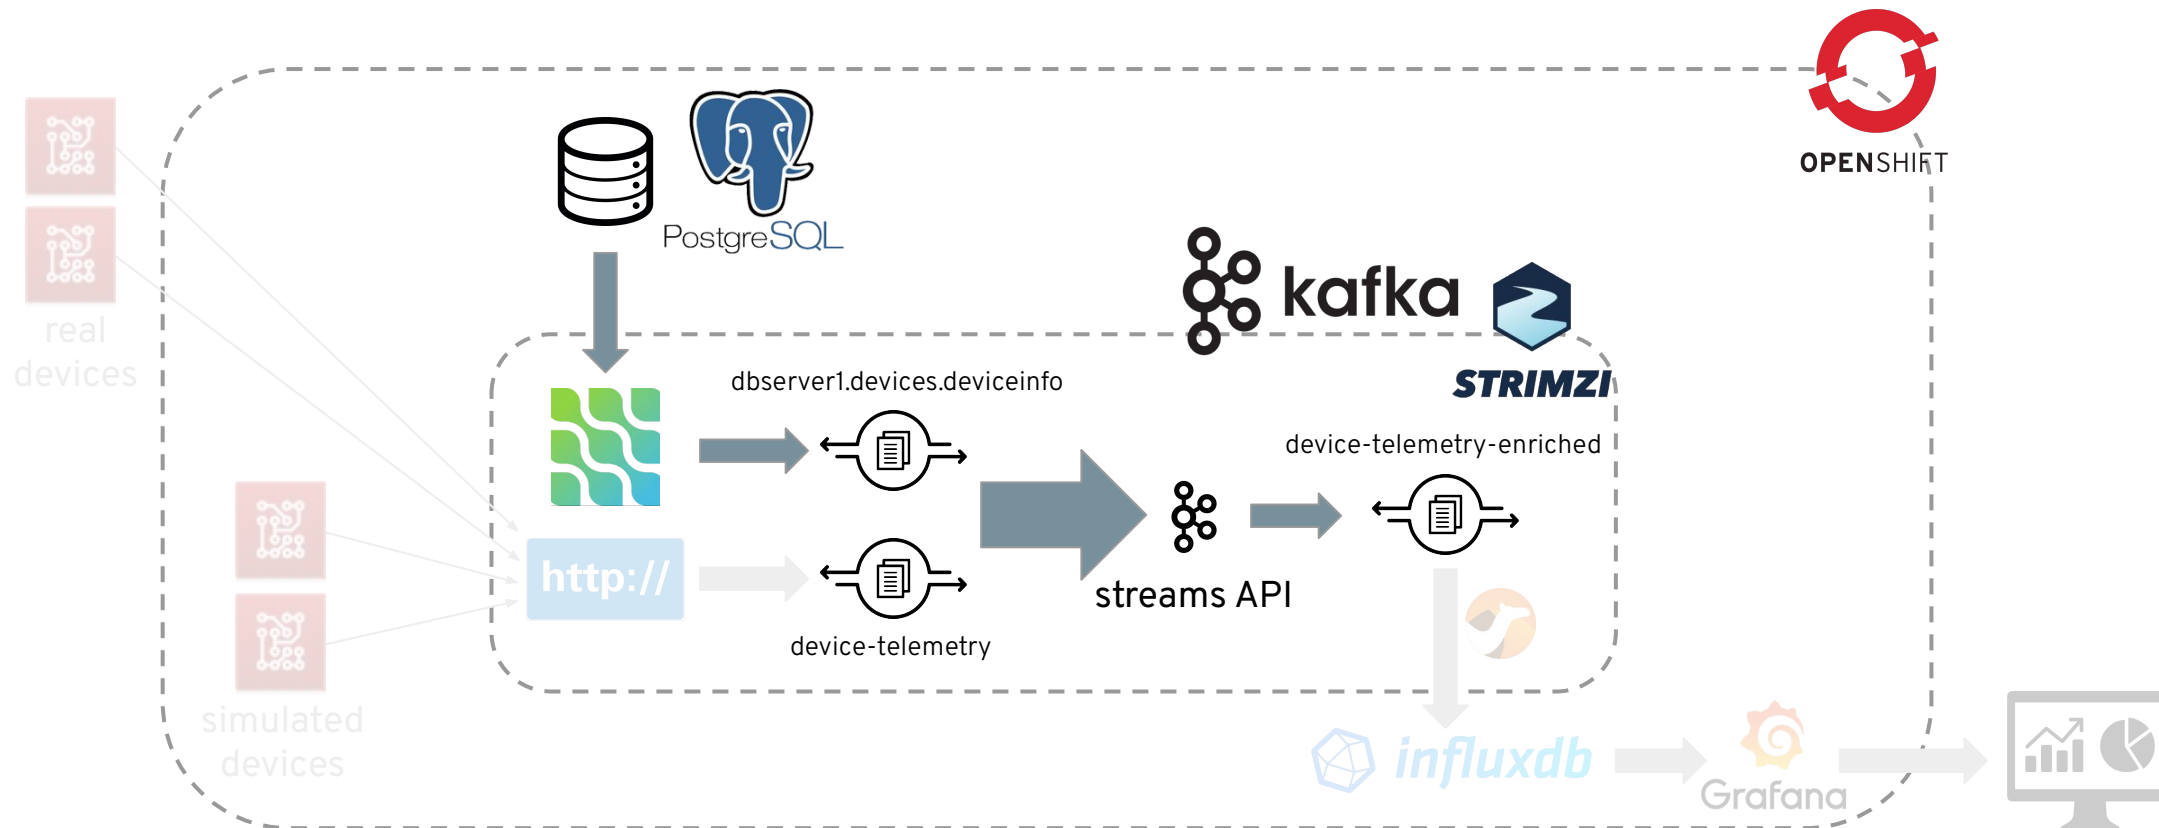 OPENSHIFT
PostgreSQL
kafka
STRIMZI
real
devices
dbserver1.devices.deviceinfo
device-telemetry-enriched
http://
streams API
device-telemetry
simulated
devices
influxdb
Grafana